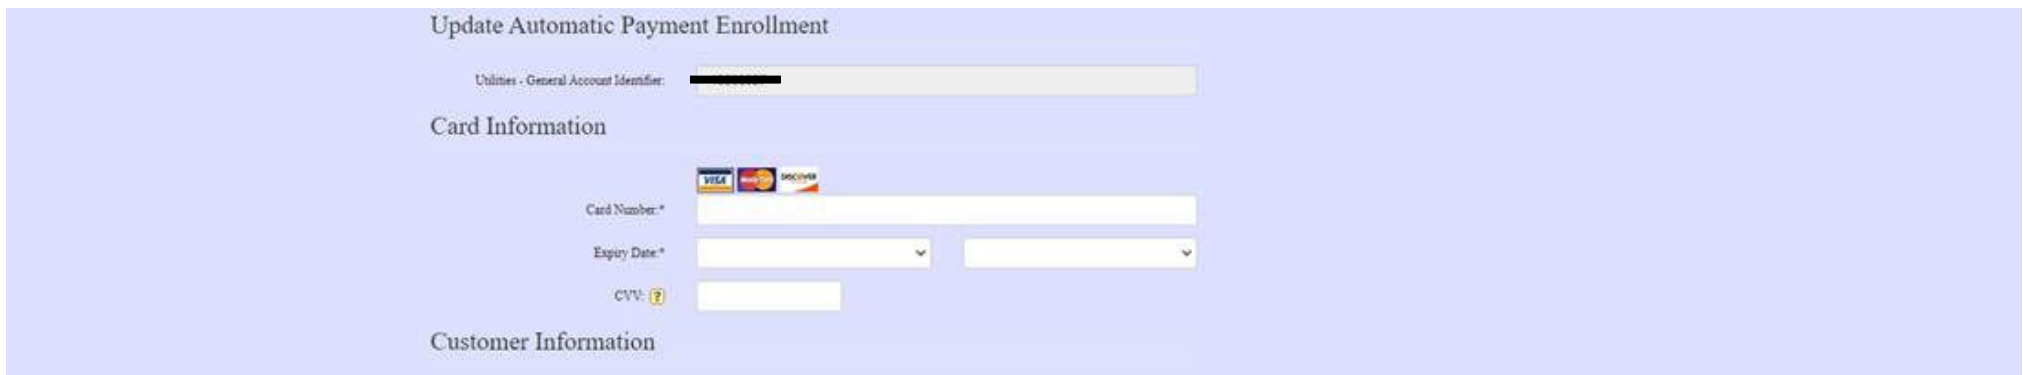 Update Automatic Payment Enrollment
Utilities - General Account Identifier:
Card Information
VISA MasterCard DISCOVER
Card Number:*
Expiry Date:*
CVV: ?
Customer Information